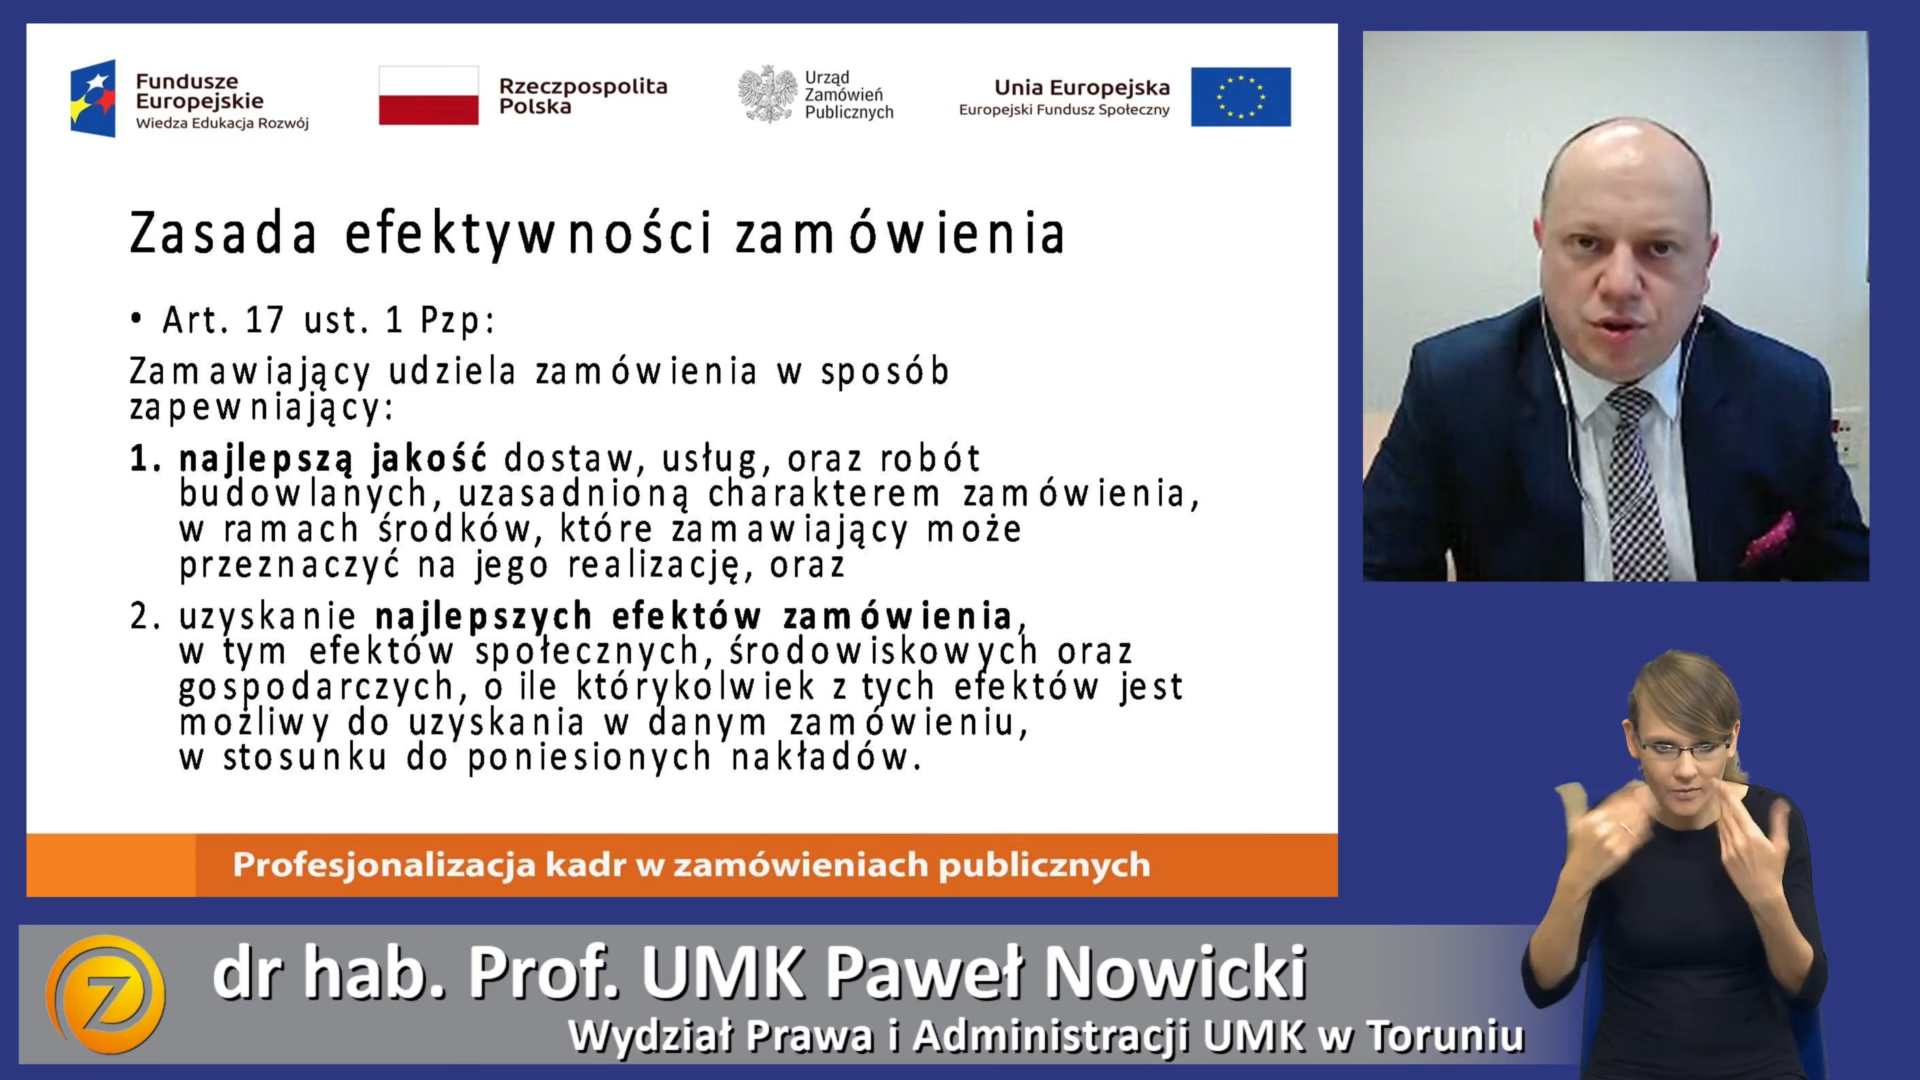 Fundusze
Europejskie
Wiedza Edukacja Rozwój
Rzeczpospolita
Polska
Urząd
Zamówień
Publicznych
Unia Europejska
Europejski Fundusz Społeczny
Zasada efektywności zamówienia
• Art. 17 ust. 1 Pzp:
Zamawiający udziela zamówienia w sposób
zapewniający:
1. najlepszą jakość dostaw, usług, oraz robót
budowlanych, uzasadnioną charakterem zamówienia,
w ramach środków, które zamawiający może
przeznaczyć na jego realizację, oraz
2. uzyskanie najlepszych efektów zamówienia,
w tym efektów społecznych, środowiskowych oraz
gospodarczych, o ile którykolwiek z tych efektów jest
możliwy do uzyskania w danym zamówieniu,
w stosunku do poniesionych nakładów.
Profesjonalizacja kadr w zamówieniach publicznych
Z
dr hab. Prof. UMK Paweł Nowicki
Wydział Prawa i Administracji UMK w Toruniu